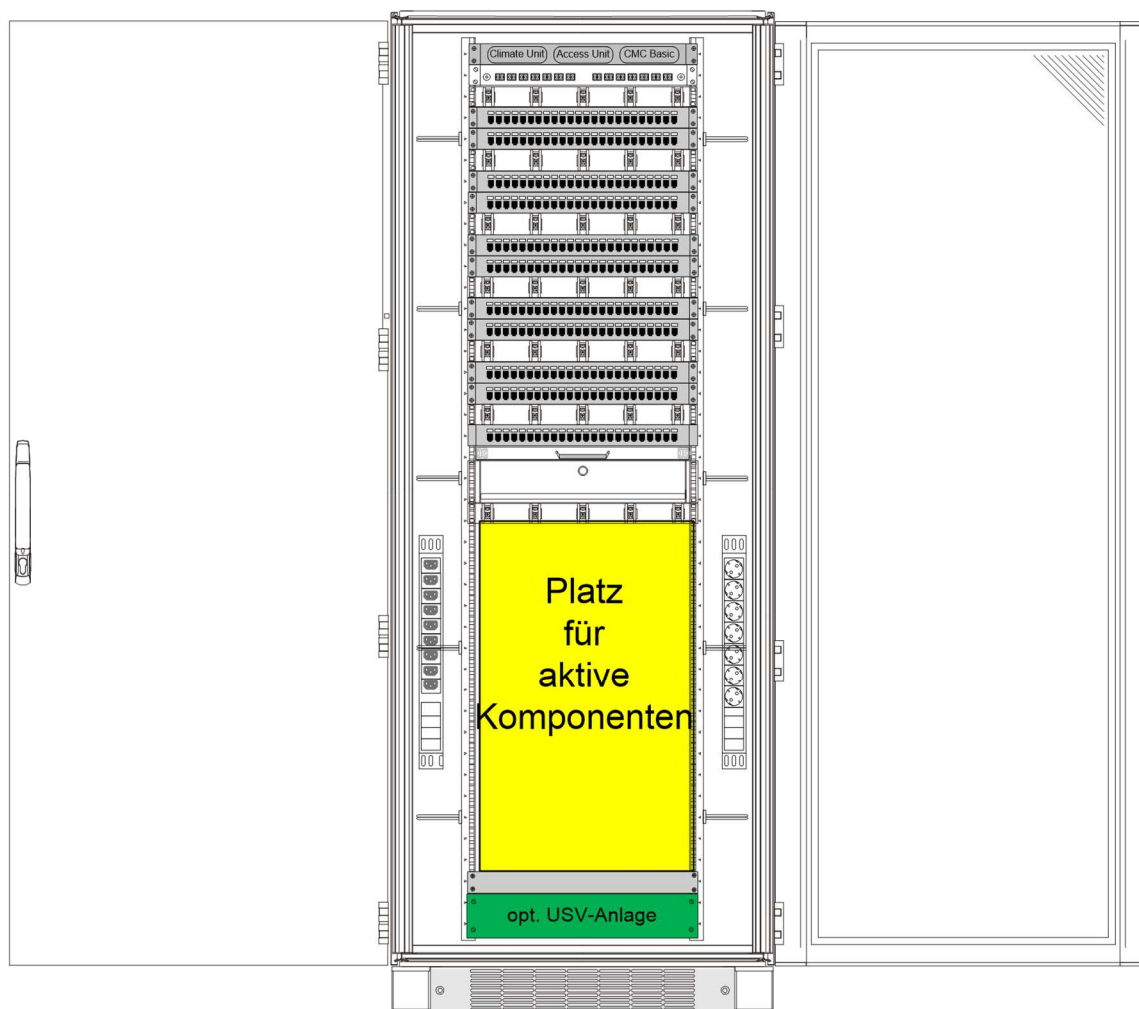 Climate Unit Access Unit CMC Basic
Platz
für
aktive
Komponenten
opt. USV-Anlage